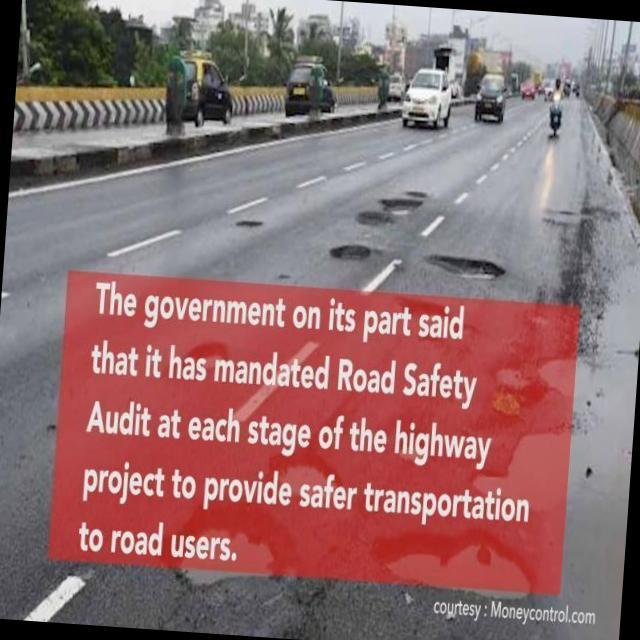 The government on its part said
that it has mandated Road Safety
Audit at each stage of the highway
project to provide safer transportation
to road users.
courtesy : Moneycontrol.com